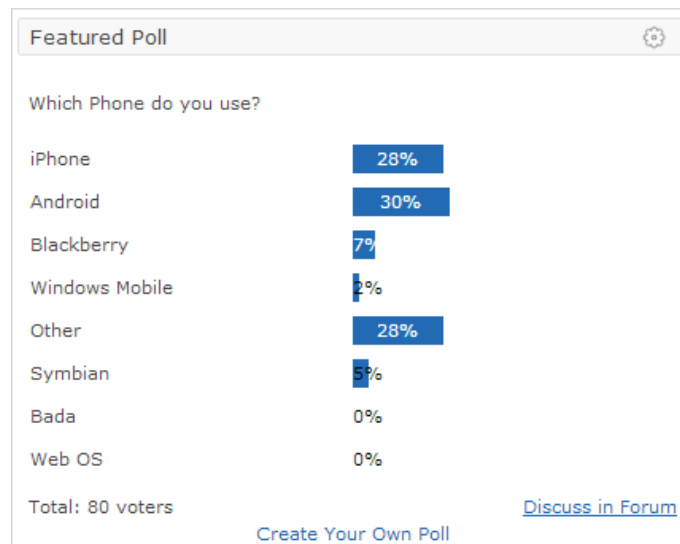 Featured Poll
Which Phone do you use?
iPhone 28%
Android 30%
Blackberry 7%
Windows Mobile 2%
Other 28%
Symbian 5%
Bada 0%
Web OS 0%
Total: 80 voters Discuss in Forum
Create Your Own Poll